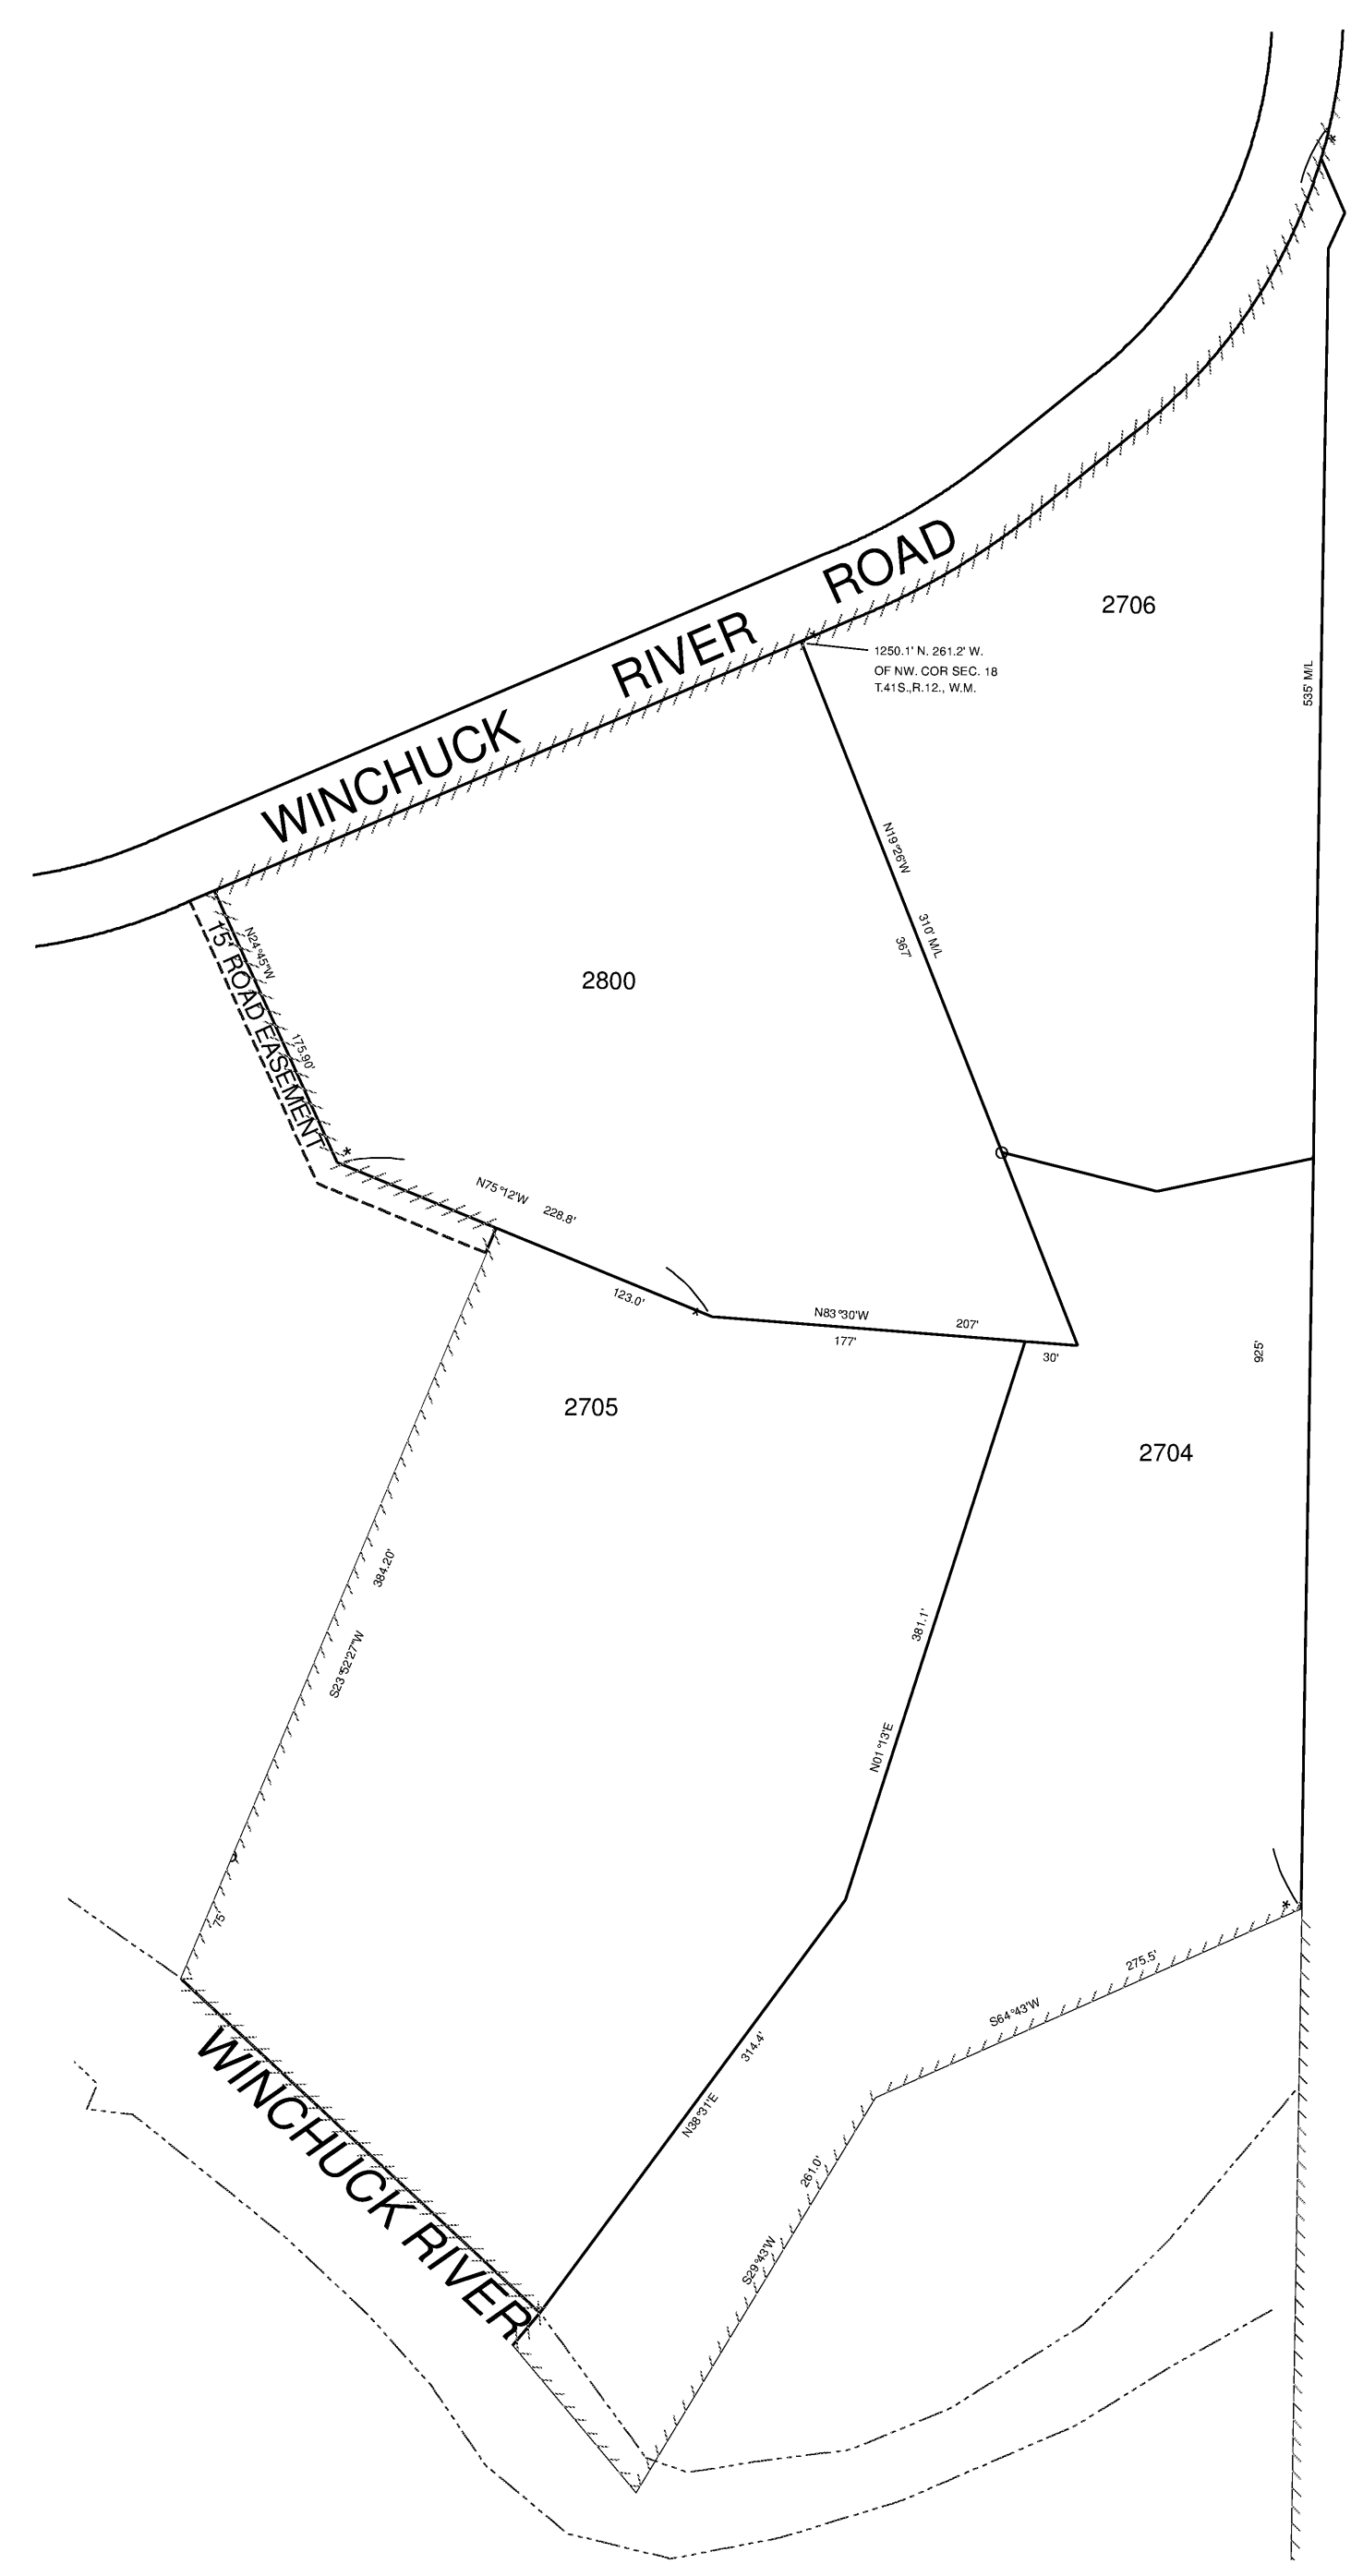 WINCHUCK RIVER ROAD
2706
1250.1' N. 261.2' W.
OF NW. COR SEC. 18
T.41S.,R.12., W.M.
535' M/L
N19°26'W
310' M/L
367'
N24°45'W
15' ROAD EASEMENT
175.90'
2800
*
N75°12'W
228.8'
123.0'
*
N83°30'W
207'
177'
30'
925'
2705
2704
384.20'
S23°52'27"W
381.1'
N01°13'E
75'
*
275.5'
S64°43'W
314.4'
N38°31'E
261.0'
S29°43'W
WINCHUCK RIVER